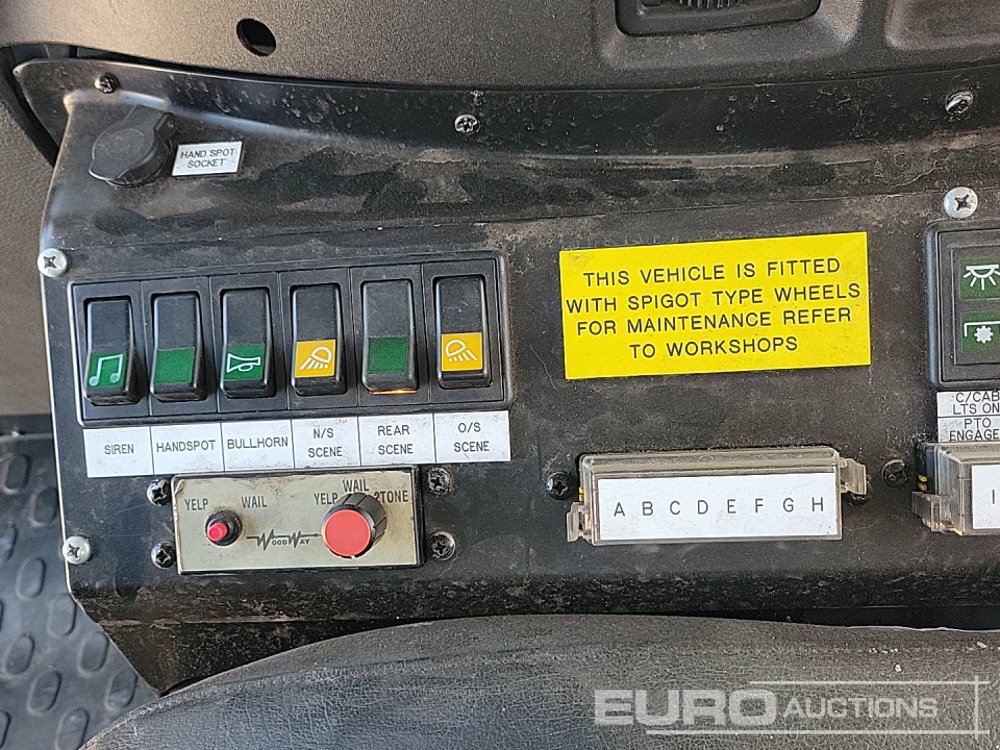 HAND SPOT
SOCKET
THIS VEHICLE IS FITTED
WITH SPIGOT TYPE WHEELS
FOR MAINTENANCE REFER
TO WORKSHOPS
C/CAB
LTS ON
PTO
ENGAGE
SIREN
HANDSPOT
BULLHORN
N/S
SCENE
REAR
SCENE
O/S
SCENE
YELP WAIL
YELP WAIL 2TONE
WOODWAY
A B C D E F G H
I
EURO AUCTIONS